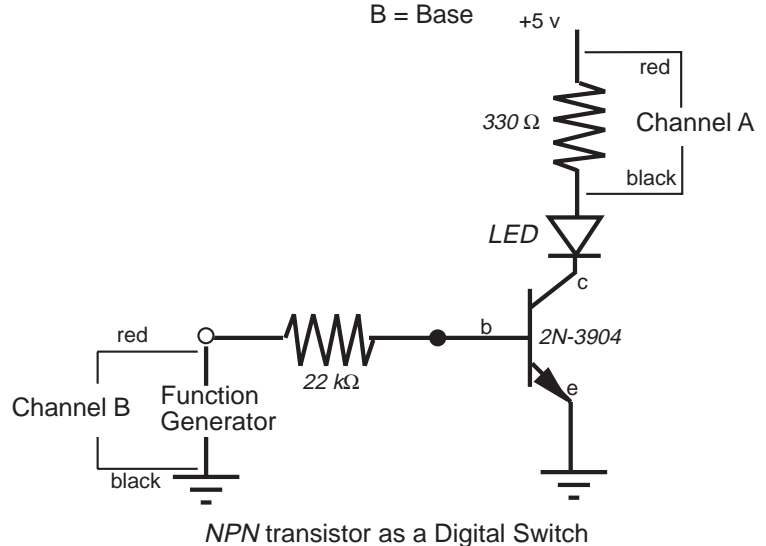 B = Base
+5 v
red
330 Ω
Channel A
black
LED
c
red
b
2N-3904
22 kΩ
e
Channel B
Function
Generator
black
NPN transistor as a Digital Switch